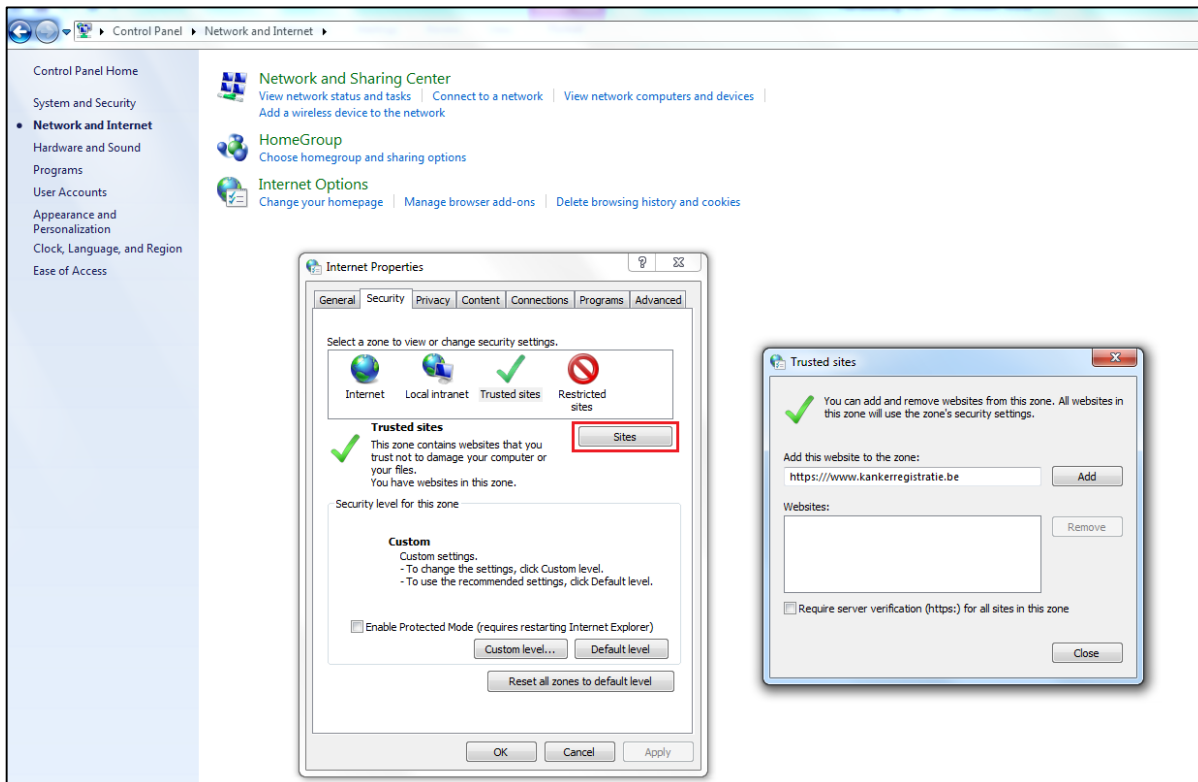 Control Panel
Network and Internet
Control Panel Home
System and Security
Network and Internet
Hardware and Sound
Programs
User Accounts
Appearance and
Personalization
Clock, Language, and Region
Ease of Access
Network and Sharing Center
View network status and tasks
Connect to a network
View network computers and devices
Add a wireless device to the network
HomeGroup
Choose homegroup and sharing options
Internet Options
Change your homepage
Manage browser add-ons
Delete browsing history and cookies
Internet Properties
?
General
Security
Privacy
Content
Connections
Programs
Advanced
Select a zone to view or change security settings.
Internet
Local intranet
Trusted sites
Restricted
sites
Trusted sites
This zone contains websites that you
trust not to damage your computer or
your files.
You have websites in this zone.
Sites
Security level for this zone
Custom
Custom settings.
- To change the settings, click Custom level.
- To use the recommended settings, click Default level.
Enable Protected Mode (requires restarting Internet Explorer)
Custom level...
Default level
Reset all zones to default level
OK
Cancel
Apply
Trusted sites
You can add and remove websites from this zone. All websites in
this zone will use the zone's security settings.
Add this website to the zone:
https:///www.kankerregistratie.be
Add
Websites:
Remove
Require server verification (https:) for all sites in this zone
Close